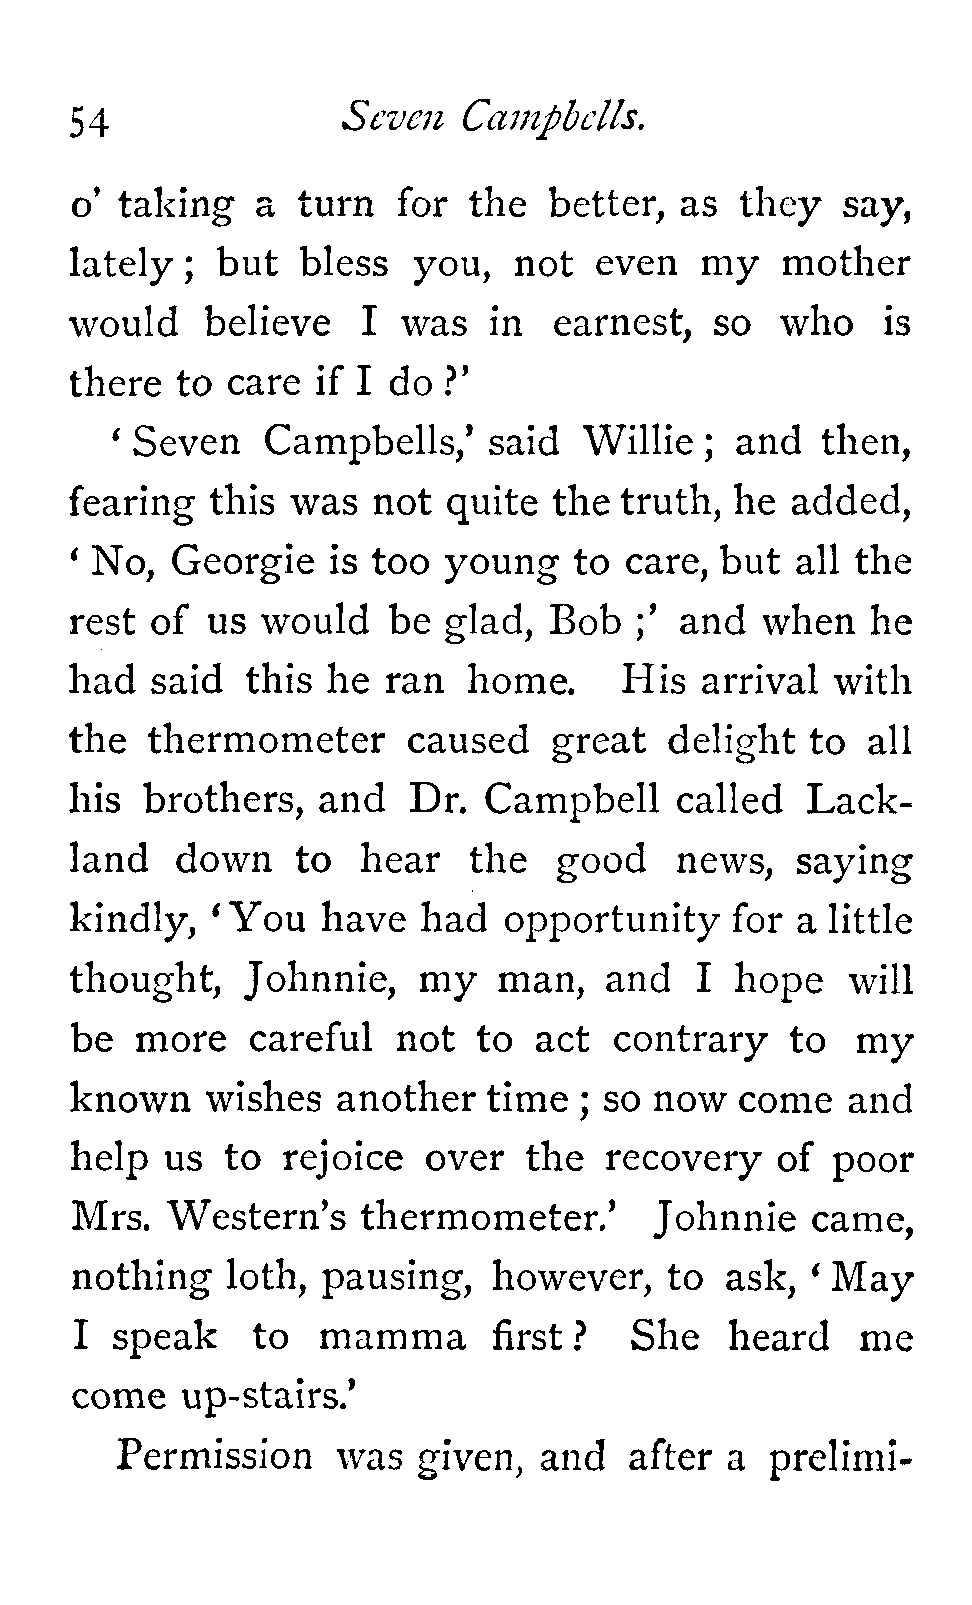 54 Seven Campbells.
o' taking a turn for the better, as they say,
lately ; but bless you, not even my mother
would believe I was in earnest, so who is
there to care if I do ?'
' Seven Campbells,' said Willie ; and then,
fearing this was not quite the truth, he added,
' No, Georgie is too young to care, but all the
rest of us would be glad, Bob ;' and when he
had said this he ran home. His arrival with
the thermometer caused great delight to all
his brothers, and Dr. Campbell called Lack-
land down to hear the good news, saying
kindly, ' You have had opportunity for a little
thought, Johnnie, my man, and I hope will
be more careful not to act contrary to my
known wishes another time ; so now come and
help us to rejoice over the recovery of poor
Mrs. Western's thermometer.' Johnnie came,
nothing loth, pausing, however, to ask, ' May
I speak to mamma first ? She heard me
come up-stairs.'
Permission was given, and after a prelimi-